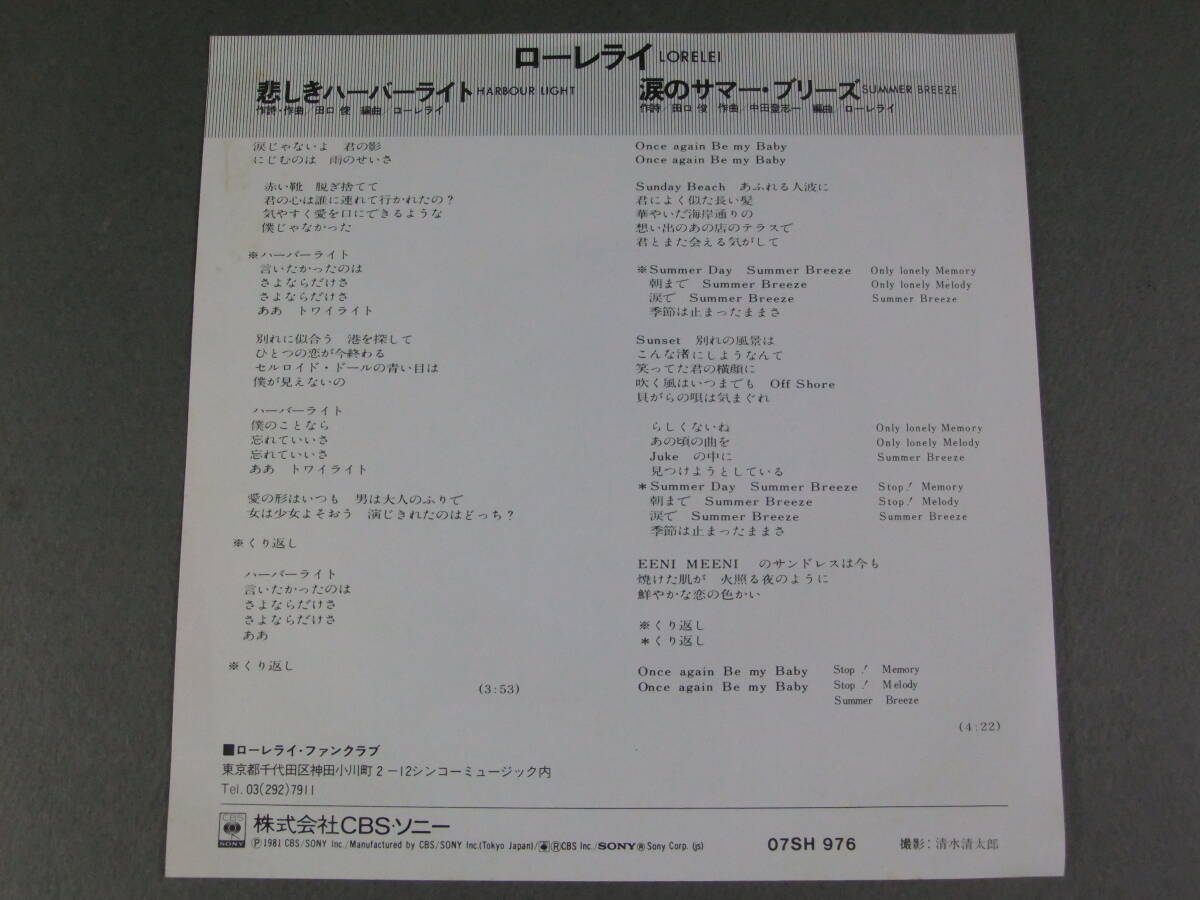 ローレライ LORELEI
悲しきハーバーライト HARBOUR LIGHT
作詩・作曲/田口 俊 編曲/ローレライ
涙じゃないよ 君の影
にじむのは 雨のせいさ
赤い靴 脱ぎ捨てて
君の心は誰に連れて行かれたの?
気やすく愛を口にできるような
僕じゃなかった
※ハーバーライト
言いたかったのは
さよならだけさ
さよならだけさ
ああ トワイライト
別れに似合う 港を探して
ひとつの恋が今終わる
セルロイド・ドールの青い目は
僕が見えないの
ハーバーライト
僕のことなら
忘れていいさ
忘れていいさ
ああ トワイライト
愛の形はいつも 男は大人のふりで
女は少女よそおう 演じきれたのはどっち?
※くり返し
ハーバーライト
言いたかったのは
さよならだけさ
さよならだけさ
ああ
※くり返し
(3:53)
涙のサマー・ブリーズ SUMMER BREEZE
作詩/田口 俊 作曲/中田登志一 編曲/ローレライ
Once again Be my Baby
Once again Be my Baby
Sunday Beach あふれる人波に
君によく似た長い髪
華やいだ海岸通りの
想い出のあの店のテラスで
君とまた会える気がして
※Summer Day Summer Breeze Only lonely Memory
朝まで Summer Breeze Only lonely Melody
涙で Summer Breeze Summer Breeze
季節は止まったままさ
Sunset 別れの風景は
こんな渚にしようなんて
笑ってた君の横顔に
吹く風はいつまでも Off Shore
貝がらの唄は気まぐれ
らしくないね Only lonely Memory
あの頃の曲を Only lonely Melody
Juke の中に Summer Breeze
見つけようとしている
*Summer Day Summer Breeze Stop! Memory
朝まで Summer Breeze Stop! Melody
涙で Summer Breeze Summer Breeze
季節は止まったままさ
EENI MEENI のサンドレスは今も
焼けた肌が 火照る夜のように
鮮やかな恋の色かい
※くり返し
*くり返し
Once again Be my Baby Stop! Memory
Once again Be my Baby Stop! Melody
Summer Breeze
(4:22)
■ローレライ・ファンクラブ
東京都千代田区神田小川町2-12シンコーミュージック内
Tel. 03(292)7911
CBS SONY 株式会社CBS・ソニー
Ⓟ1981 CBS/SONY Inc./Manufactured by CBS/SONY Inc.(Tokyo Japan)/ⓇCBS Inc./SONY®Sony Corp. (js)
07SH 976
撮影:清水清太郎